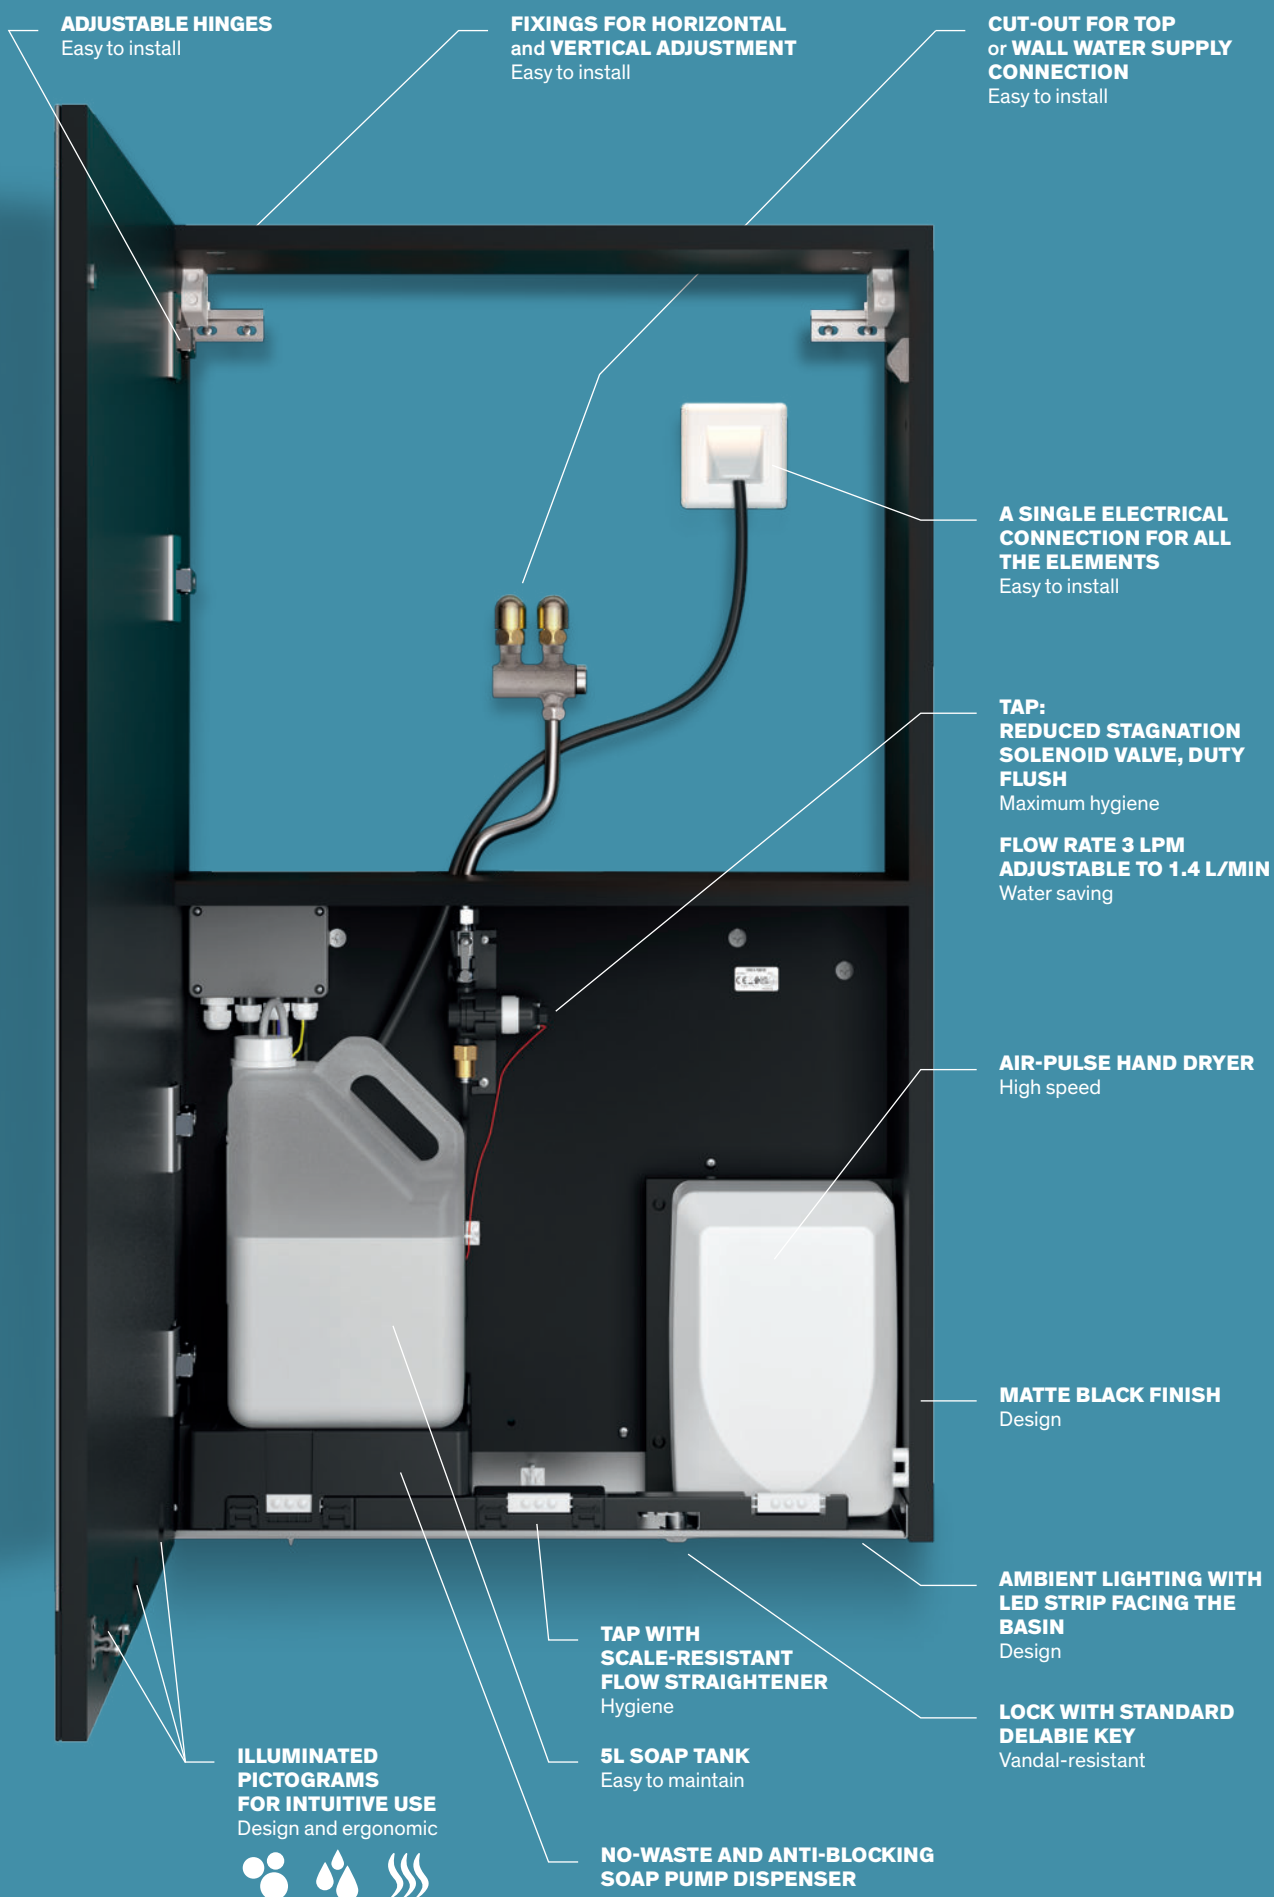 ADJUSTABLE HINGES
Easy to install
FIXINGS FOR HORIZONTAL
and VERTICAL ADJUSTMENT
Easy to install
CUT-OUT FOR TOP
or WALL WATER SUPPLY
CONNECTION
Easy to install
A SINGLE ELECTRICAL
CONNECTION FOR ALL
THE ELEMENTS
Easy to install
TAP:
REDUCED STAGNATION
SOLENOID VALVE, DUTY
FLUSH
Maximum hygiene
FLOW RATE 3 LPM
ADJUSTABLE TO 1.4 L/MIN
Water saving
AIR-PULSE HAND DRYER
High speed
MATTE BLACK FINISH
Design
AMBIENT LIGHTING WITH
LED STRIP FACING THE
BASIN
Design
LOCK WITH STANDARD
DELABIE KEY
Vandal-resistant
TAP WITH
SCALE-RESISTANT
FLOW STRAIGHTENER
Hygiene
5L SOAP TANK
Easy to maintain
NO-WASTE AND ANTI-BLOCKING
SOAP PUMP DISPENSER
ILLUMINATED
PICTOGRAMS
FOR INTUITIVE USE
Design and ergonomic